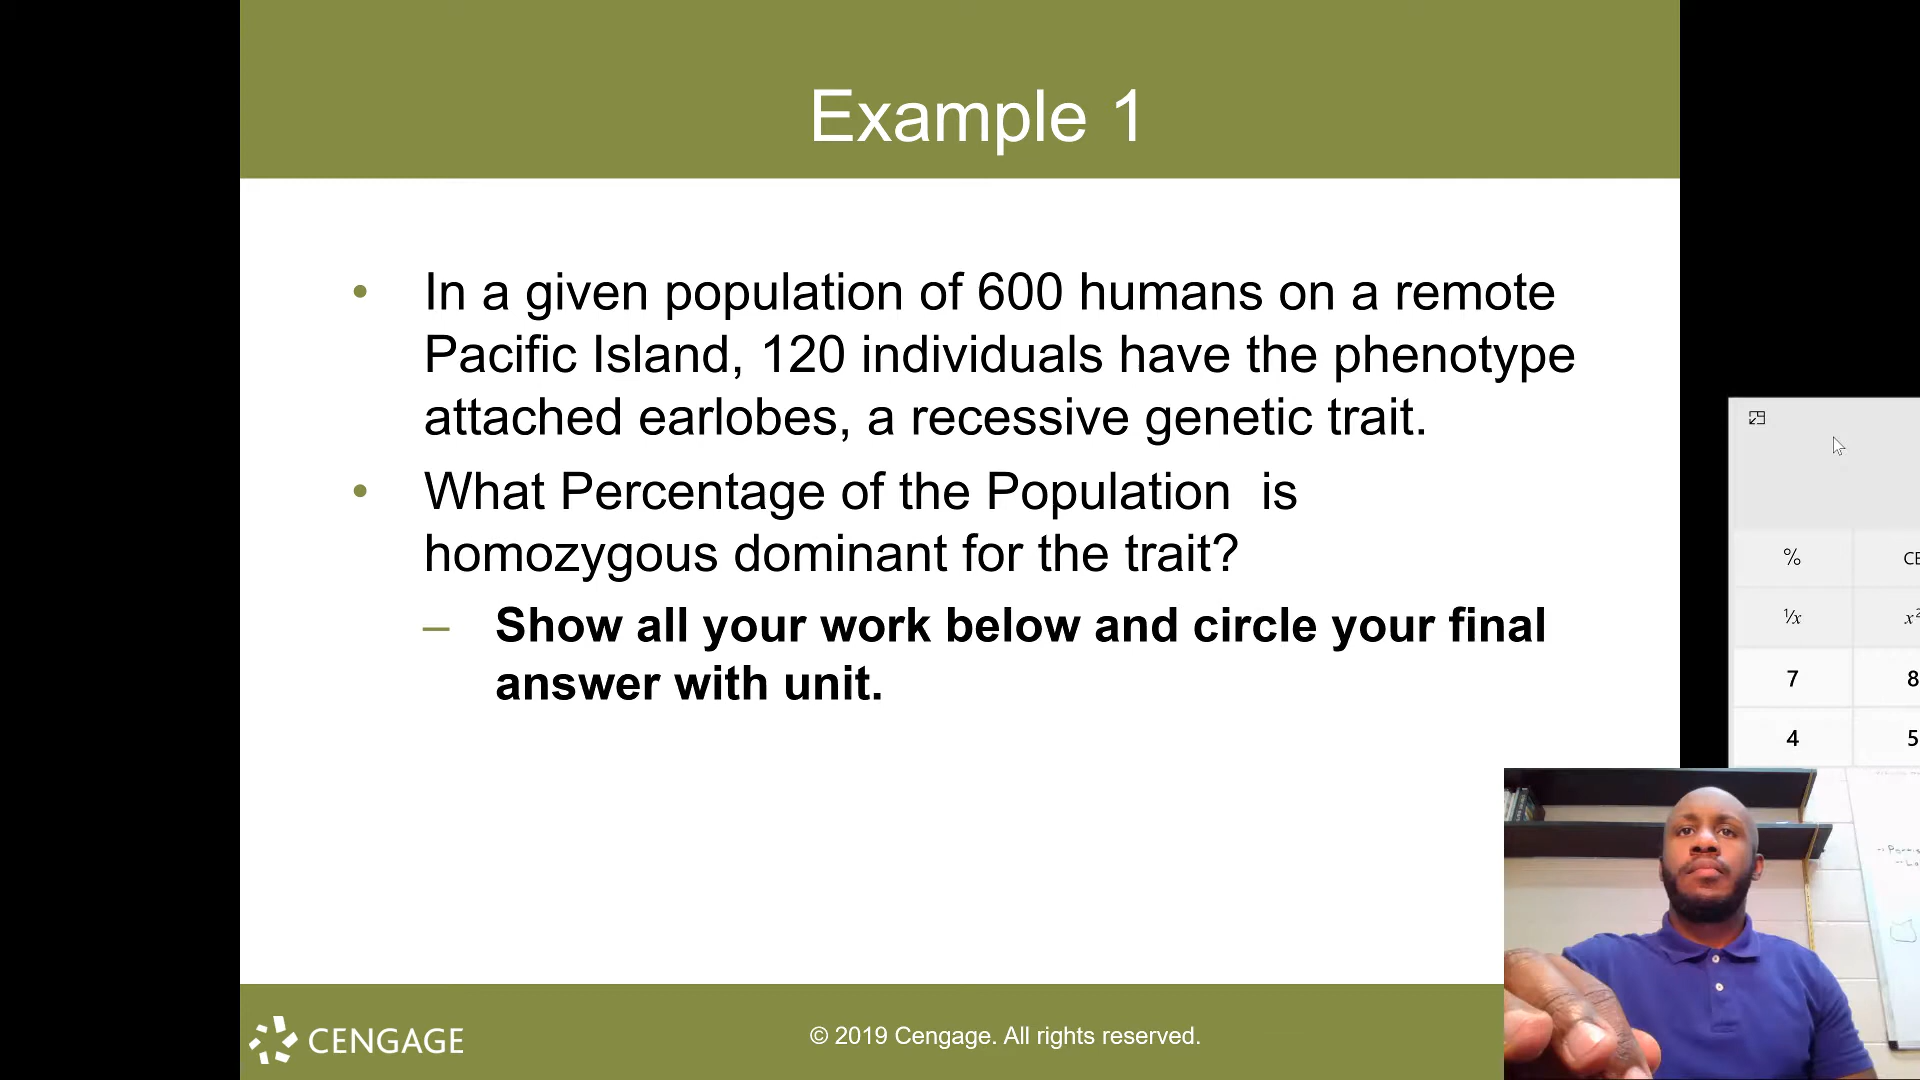 Example 1
• In a given population of 600 humans on a remote
Pacific Island, 120 individuals have the phenotype
attached earlobes, a recessive genetic trait.
• What Percentage of the Population is
homozygous dominant for the trait?
– Show all your work below and circle your final
answer with unit.
%
CE
⅟x
x²
7
8
4
5
CENGAGE
© 2019 Cengage. All rights reserved.